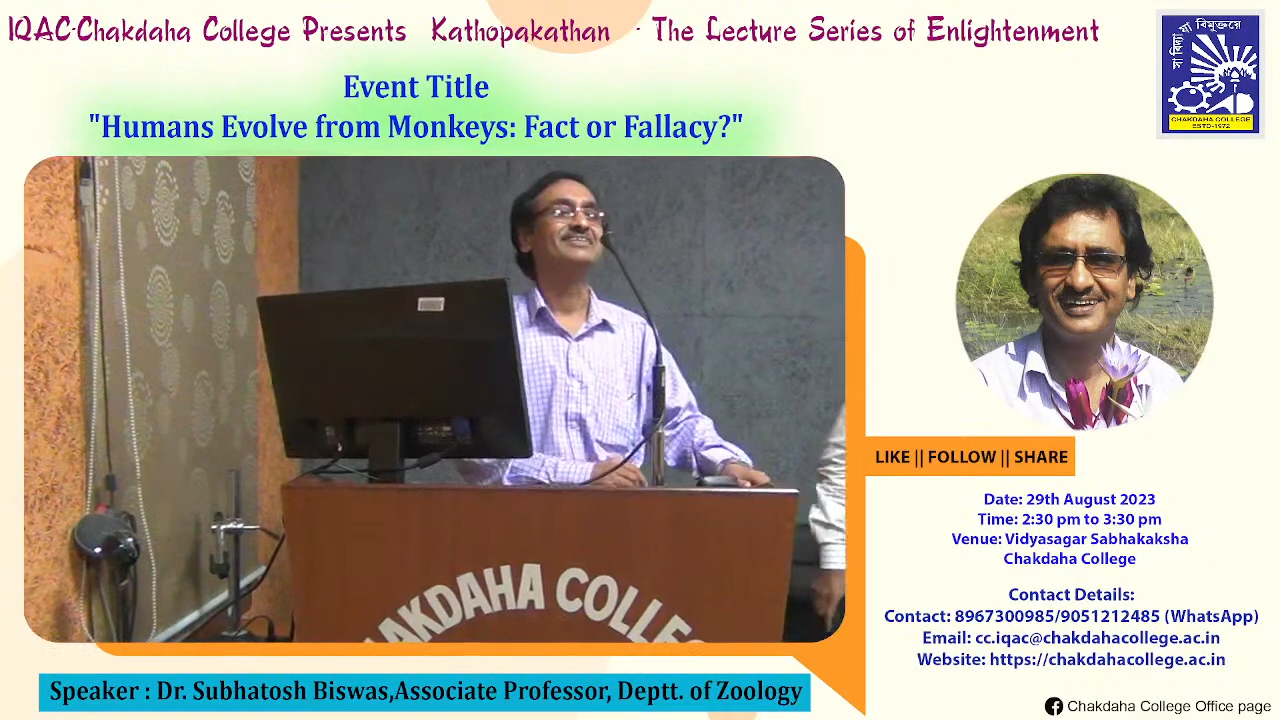 IQAC-Chakdaha College Presents Kathopakathan - The Lecture Series of Enlightenment
সা বিদ্যা যা বিমুক্তয়ে
CHAKDAHA COLLEGE
ESTD-1972
Event Title
"Humans Evolve from Monkeys: Fact or Fallacy?"
HAKDAHA COLLE
LIKE || FOLLOW || SHARE
Date: 29th August 2023
Time: 2:30 pm to 3:30 pm
Venue: Vidyasagar Sabhakaksha
Chakdaha College
Contact Details:
Contact: 8967300985/9051212485 (WhatsApp)
Email: cc.iqac@chakdahacollege.ac.in
Website: https://chakdahacollege.ac.in
Speaker : Dr. Subhatosh Biswas,Associate Professor, Deptt. of Zoology
Chakdaha College Office page